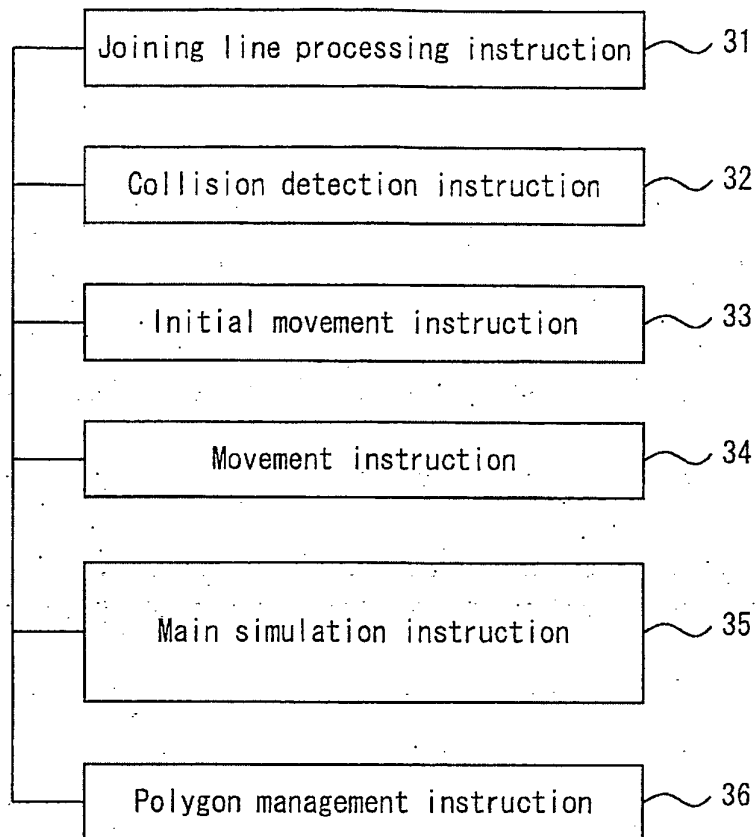 Joining line processing instruction 31
Collision detection instruction 32
Initial movement instruction 33
Movement instruction 34
Main simulation instruction 35
Polygon management instruction 36